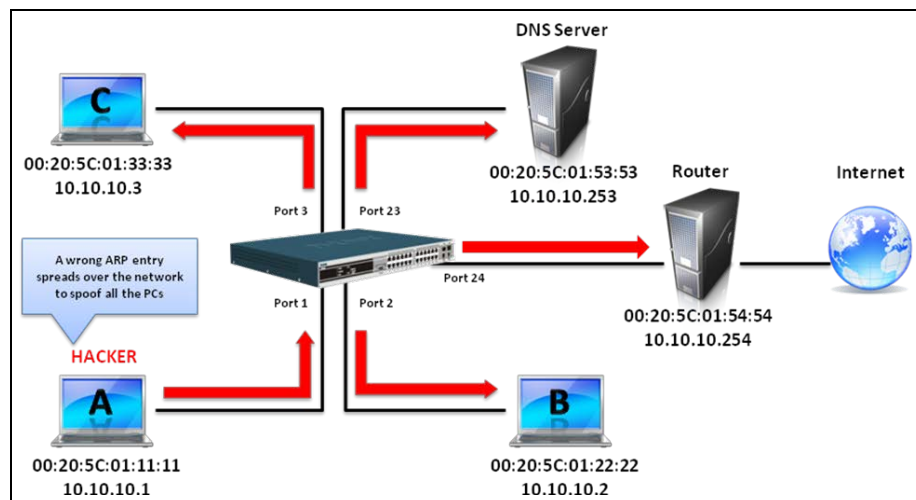 DNS Server
C
00:20:5C:01:33:33
10.10.10.3
00:20:5C:01:53:53
10.10.10.253
Router
Internet
Port 3
Port 23
A wrong ARP entry
spreads over the network
to spoof all the PCs
Port 24
Port 1
Port 2
00:20:5C:01:54:54
10.10.10.254
HACKER
A
B
00:20:5C:01:11:11
10.10.10.1
00:20:5C:01:22:22
10.10.10.2